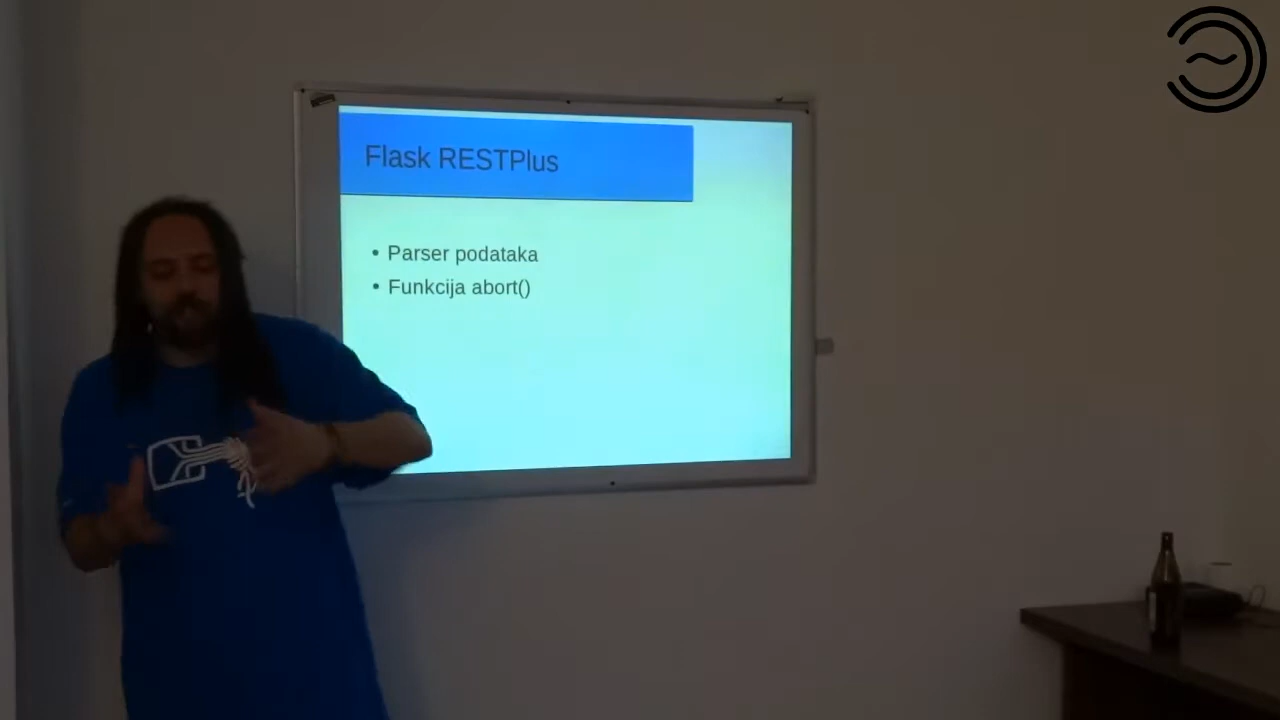 Flask RESTPlus
• Parser podataka
• Funkcija abort()